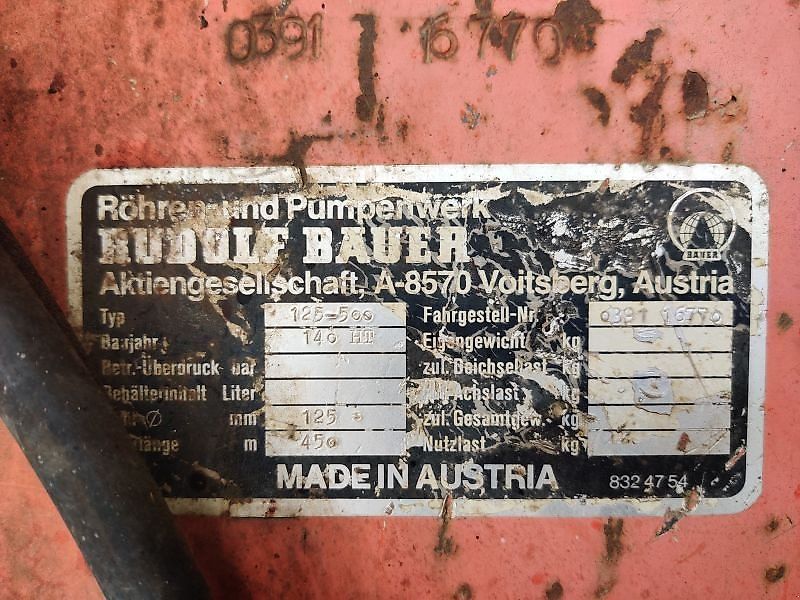 0391 16770
Röhren- und Pumpenwerk
RUDOLF BAUER
BAUER
Aktiengesellschaft, A-8570 Voitsberg, Austria
Typ 125-500 Fahrgestell-Nr. 0391 16770
Baujahr 140 HT Eigengewicht kg
Betr.-Überdruck bar zul. Deichsellast kg
Behälterinhalt Liter zul. Achslast kg
Ø mm 125 zul. Gesamtgew. kg
länge m 450 Nutzlast kg
MADE IN AUSTRIA 832 47 54